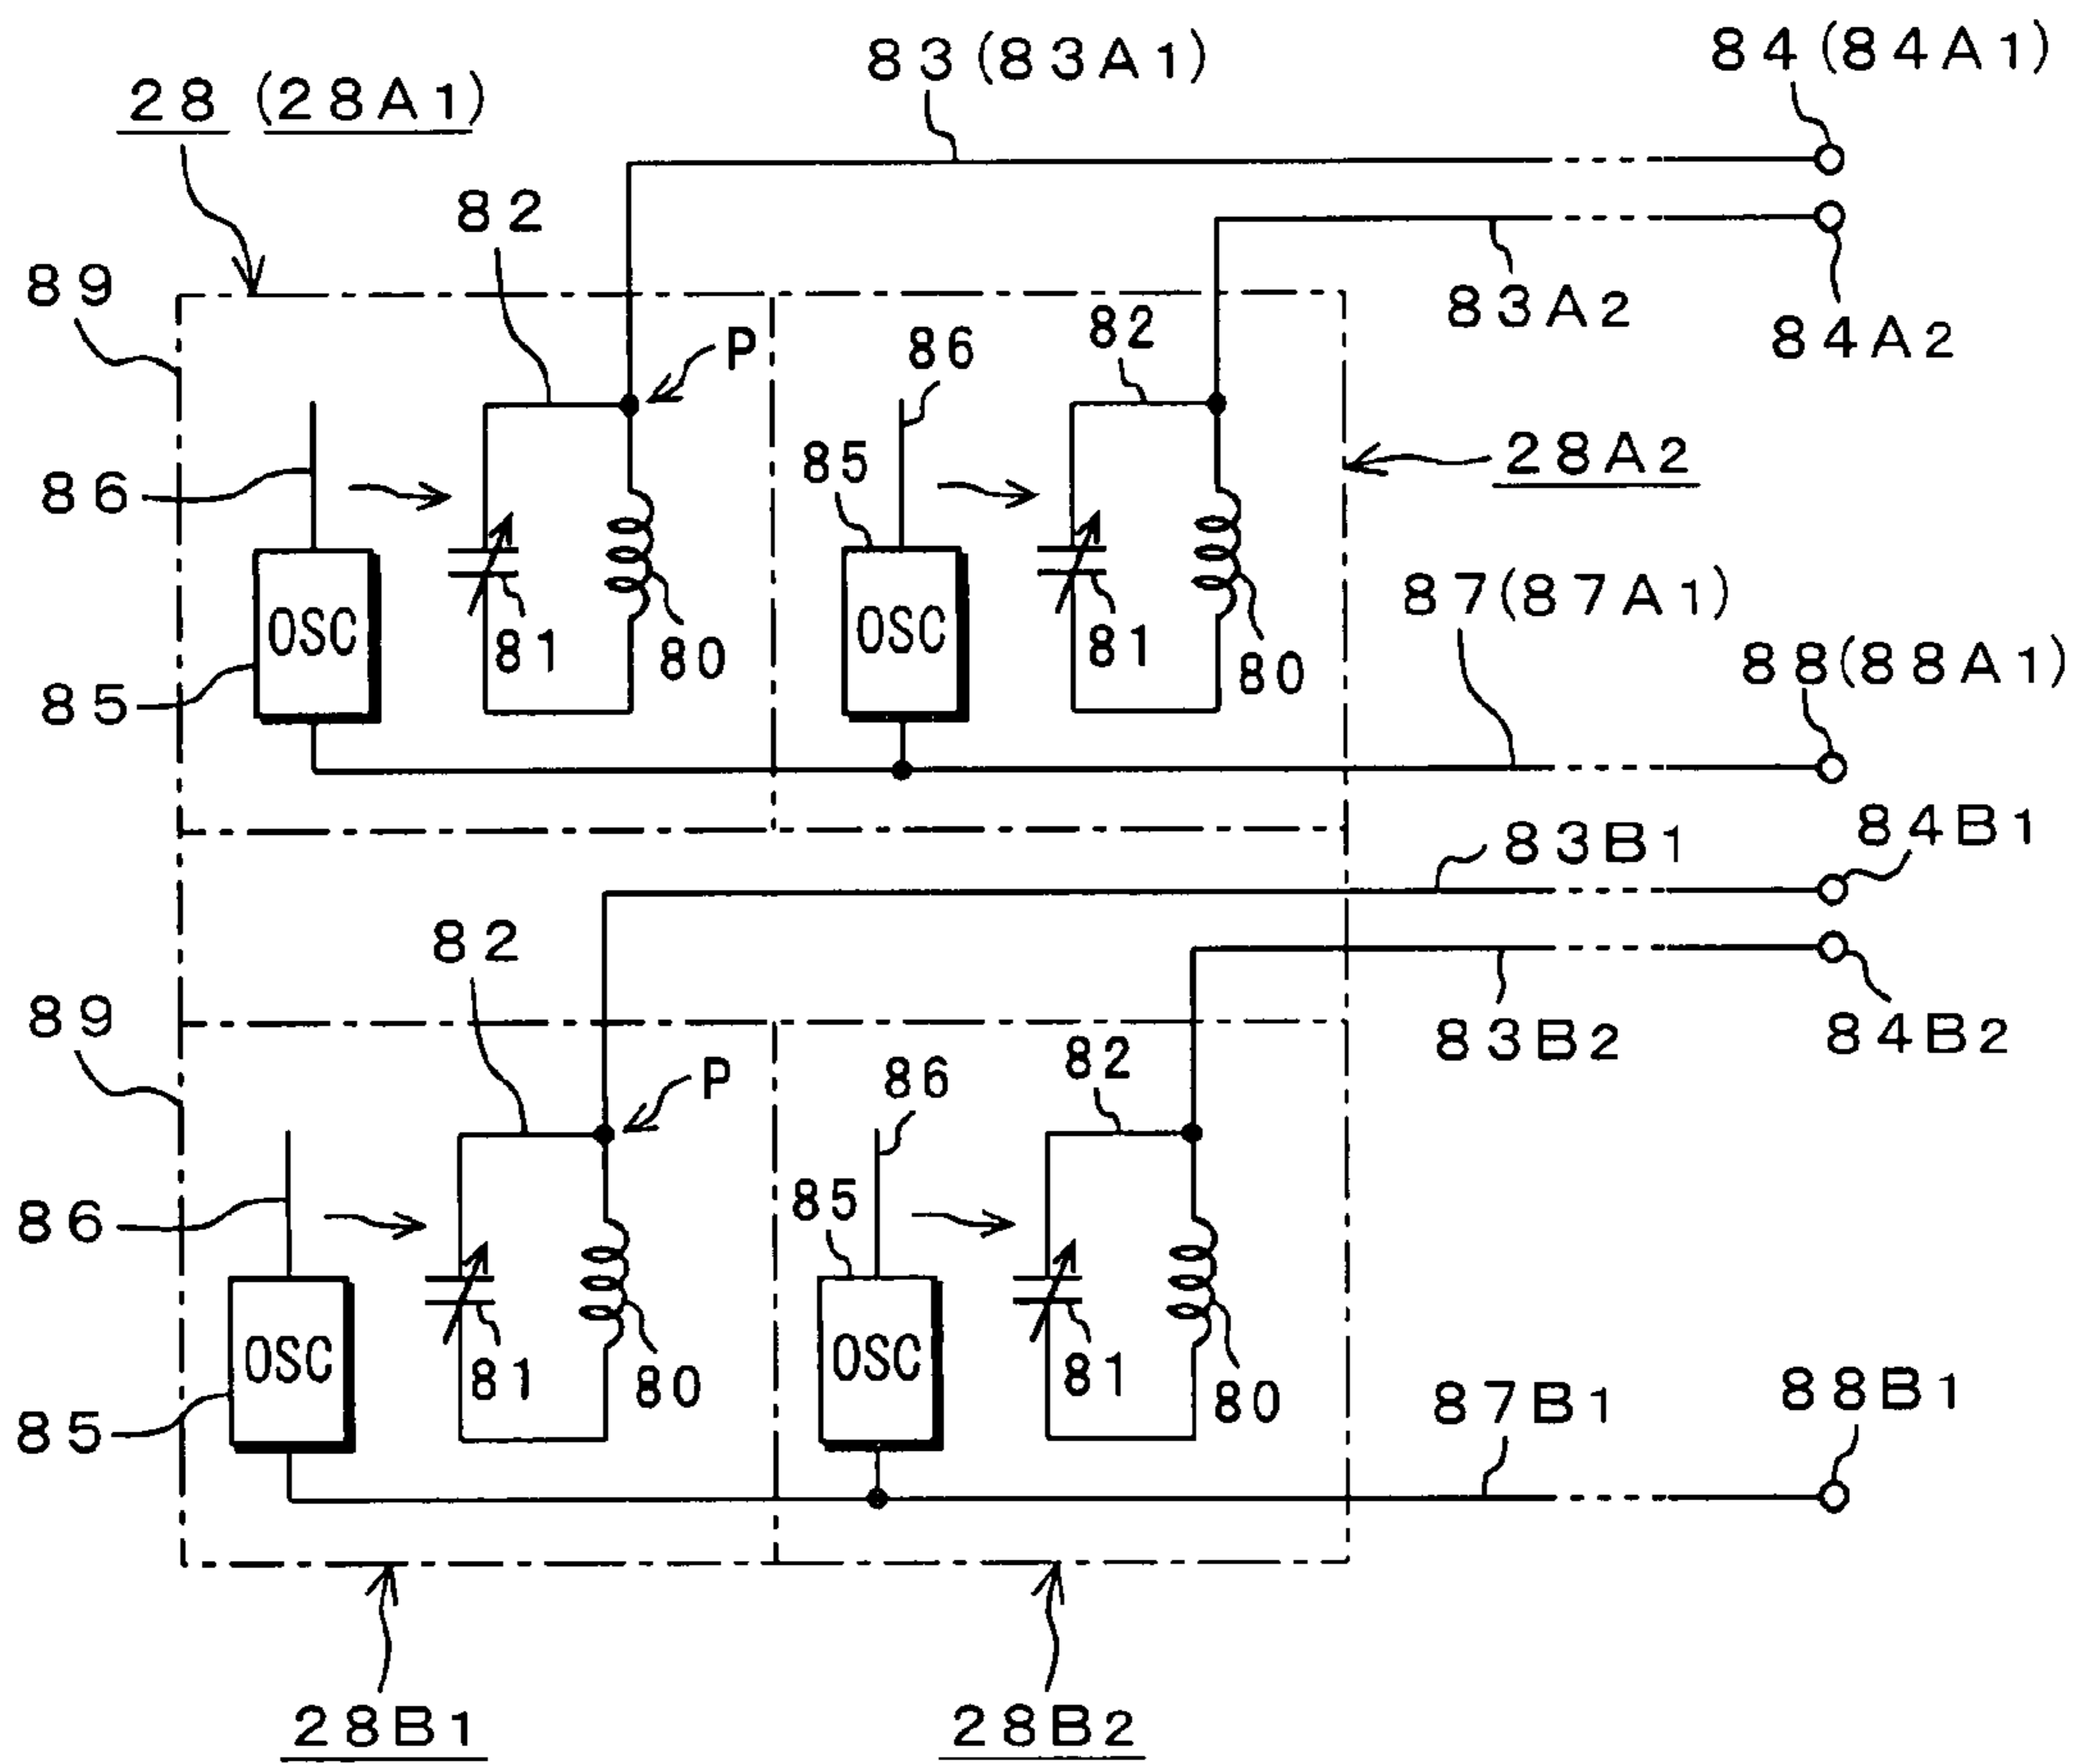 83(83A1)
84(84A1)
28(28A1)
82
89
83A2
84A2
P
86
82
85
28A2
86
OSC
81
80
OSC
81
80
85
87(87A1)
88(88A1)
83B1
84B1
82
89
83B2
84B2
P
86
82
85
86
OSC
81
80
OSC
81
80
85
87B1
88B1
28B1
28B2